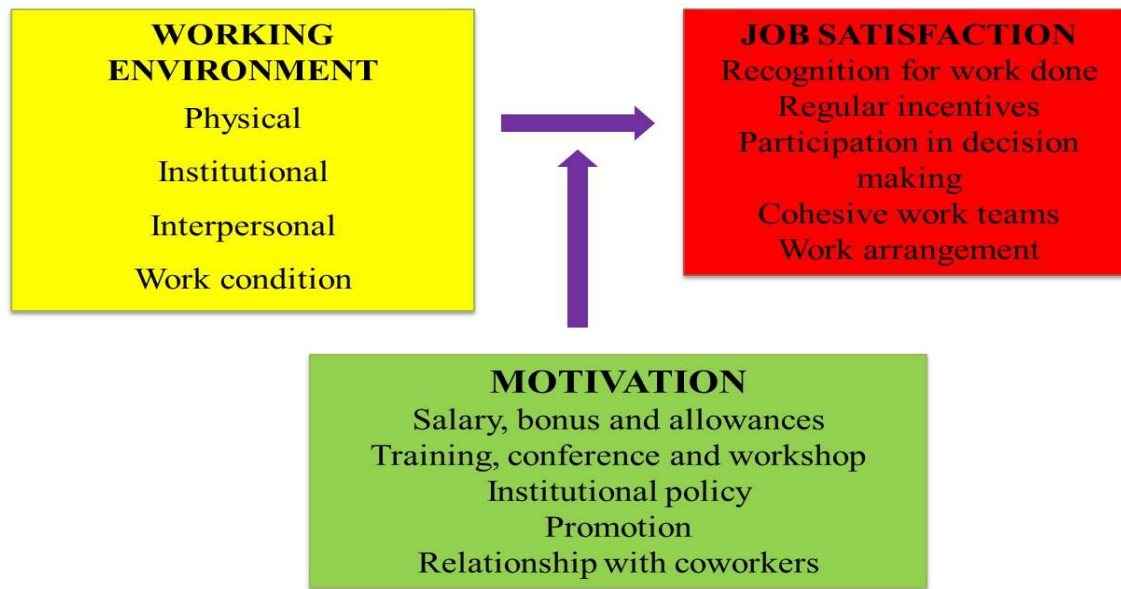 WORKING
ENVIRONMENT
Physical
Institutional
Interpersonal
Work condition
JOB SATISFACTION
Recognition for work done
Regular incentives
Participation in decision
making
Cohesive work teams
Work arrangement
MOTIVATION
Salary, bonus and allowances
Training, conference and workshop
Institutional policy
Promotion
Relationship with coworkers